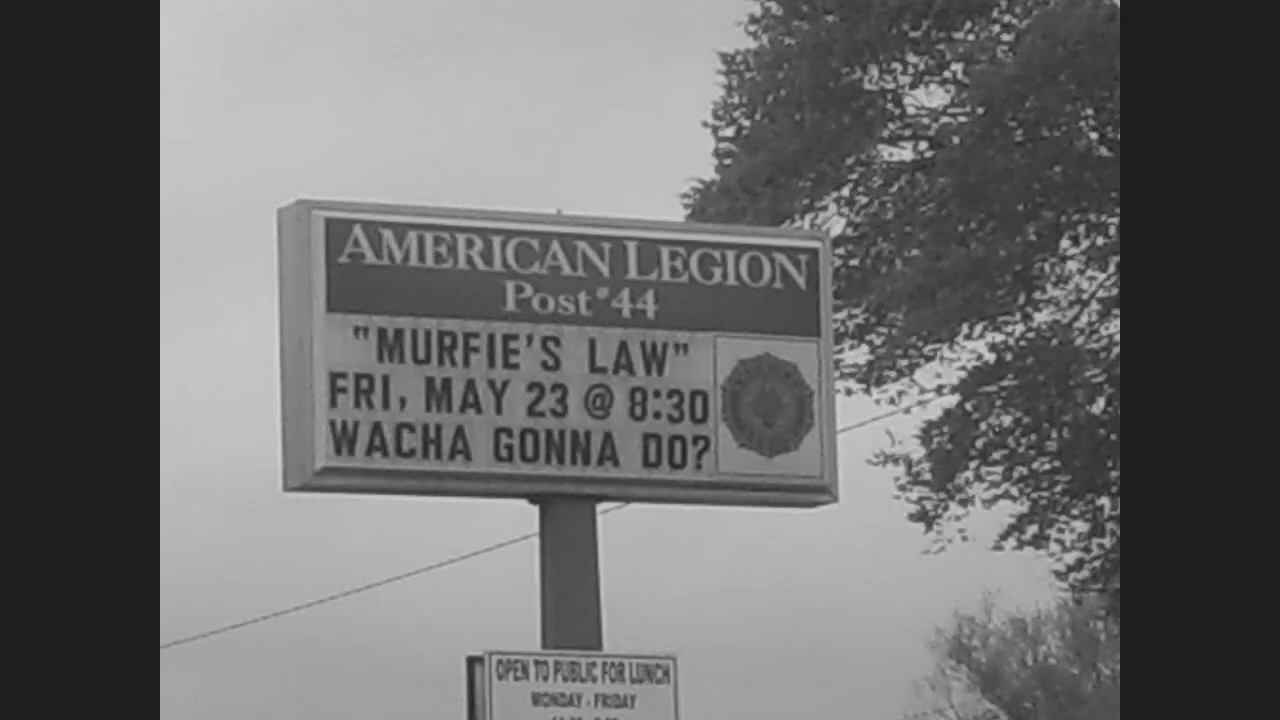 AMERICAN LEGION
Post #44
"MURFIE'S LAW"
FRI, MAY 23 @ 8:30
WACHA GONNA DO?
OPEN TO PUBLIC FOR LUNCH
MONDAY - FRIDAY